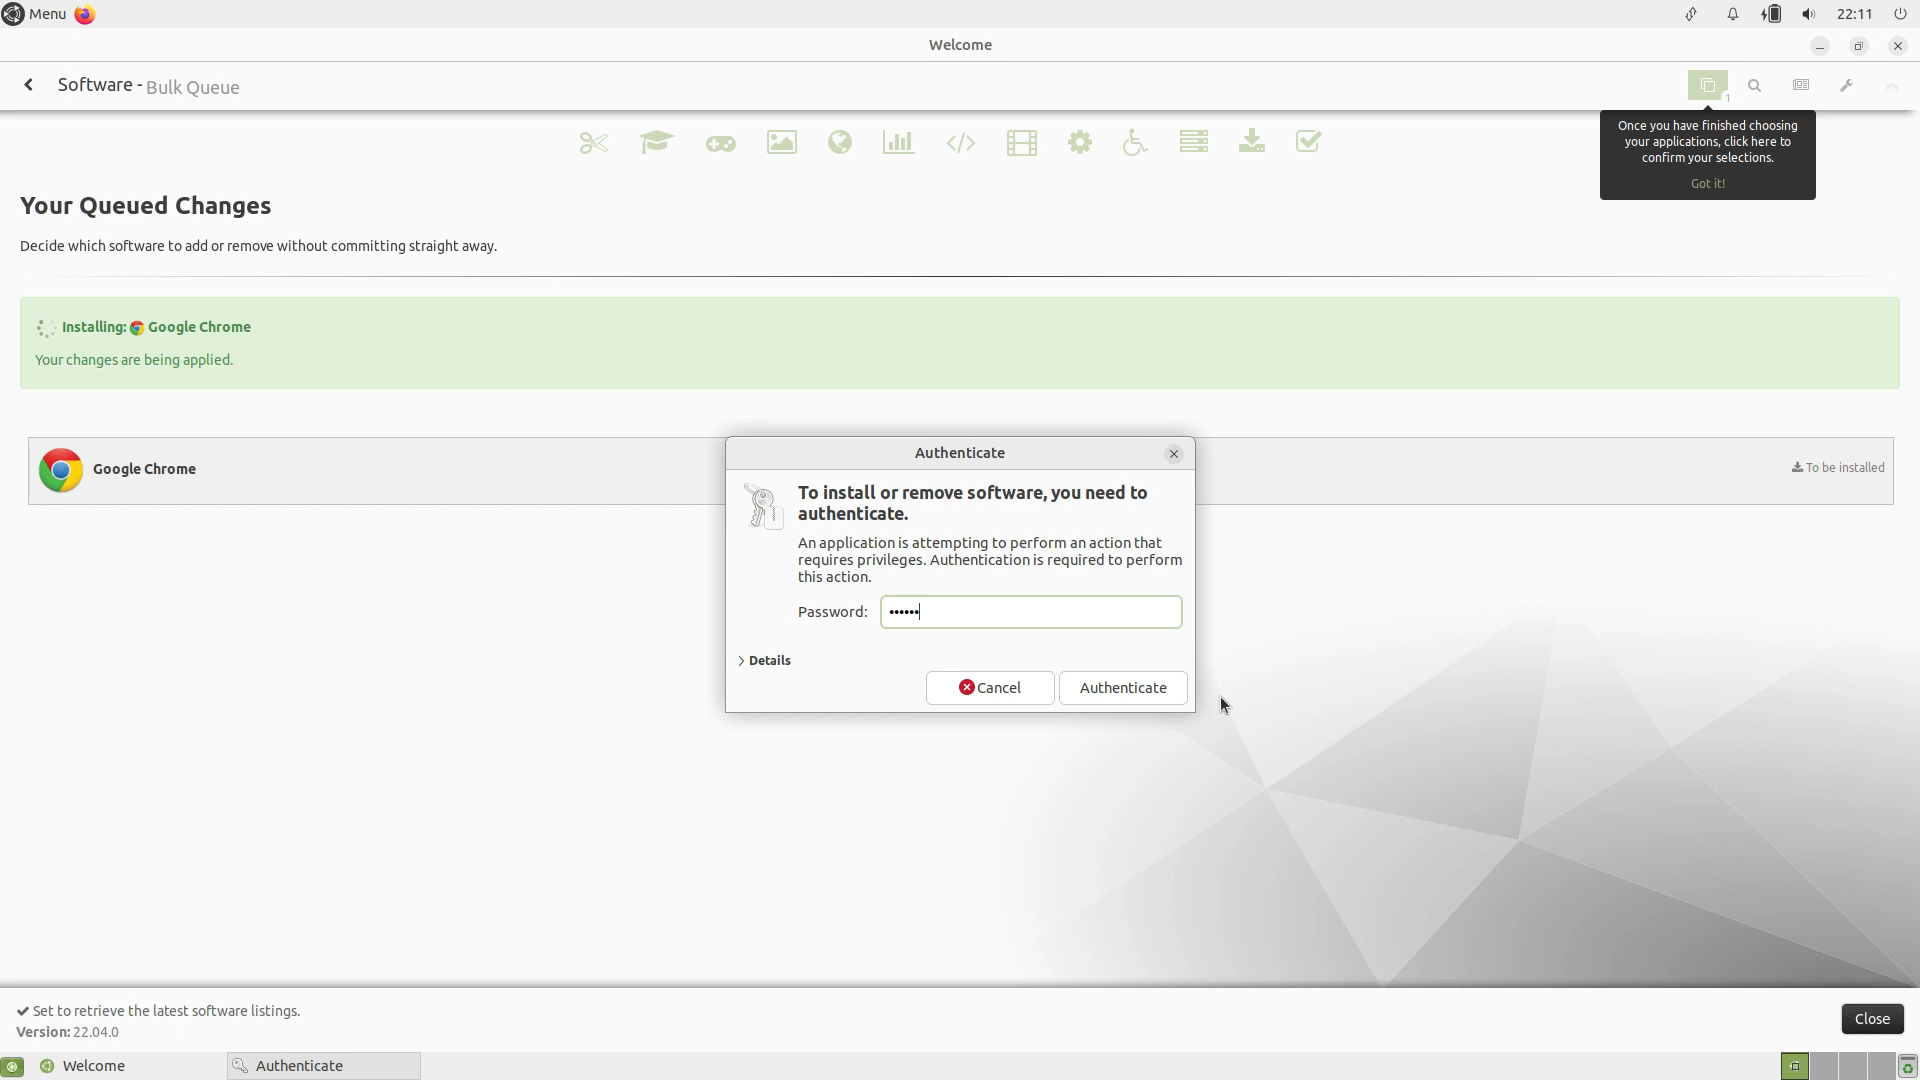 Menu
22:11
Welcome
Software - Bulk Queue
1
Once you have finished choosing
your applications, click here to
confirm your selections.
Got it!
Your Queued Changes
Decide which software to add or remove without committing straight away.
Installing: Google Chrome
Your changes are being applied.
Google Chrome
To be installed
Authenticate
To install or remove software, you need to
authenticate.
An application is attempting to perform an action that
requires privileges. Authentication is required to perform
this action.
Password: ••••••
Details
Cancel
Authenticate
Set to retrieve the latest software listings.
Version: 22.04.0
Close
Welcome
Authenticate